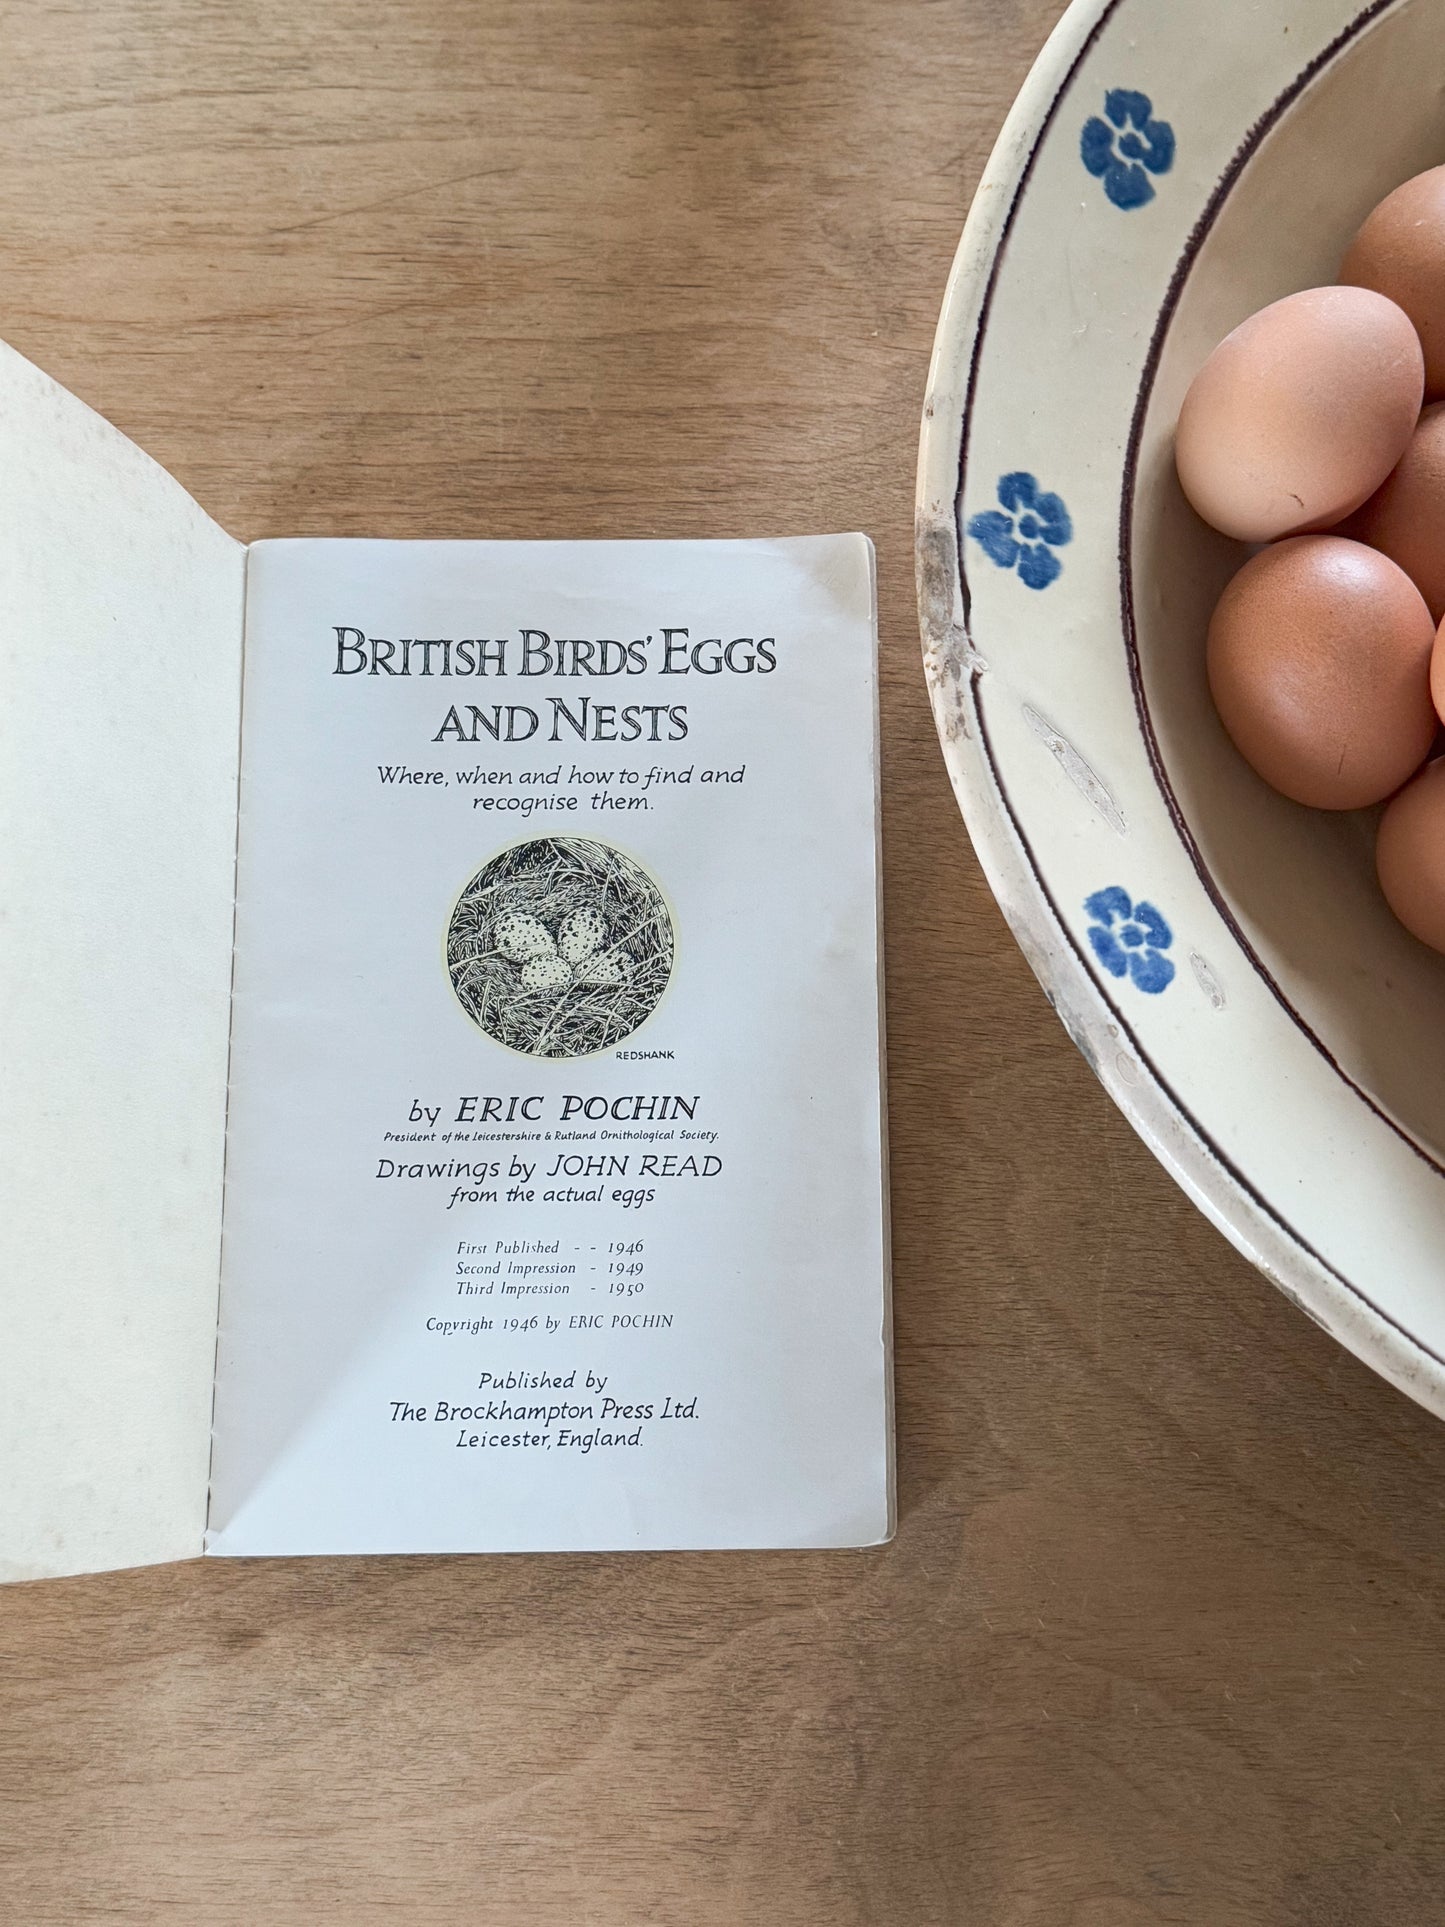 BRITISH BIRDS' EGGS
AND NESTS
Where, when and how to find and
recognise them.
REDSHANK
by ERIC POCHIN
President of the Leicestershire & Rutland Ornithological Society.
Drawings by JOHN READ
from the actual eggs
First Published - - 1946
Second Impression - 1949
Third Impression - 1950
Copyright 1946 by ERIC POCHIN
Published by
The Brockhampton Press Ltd.
Leicester, England.